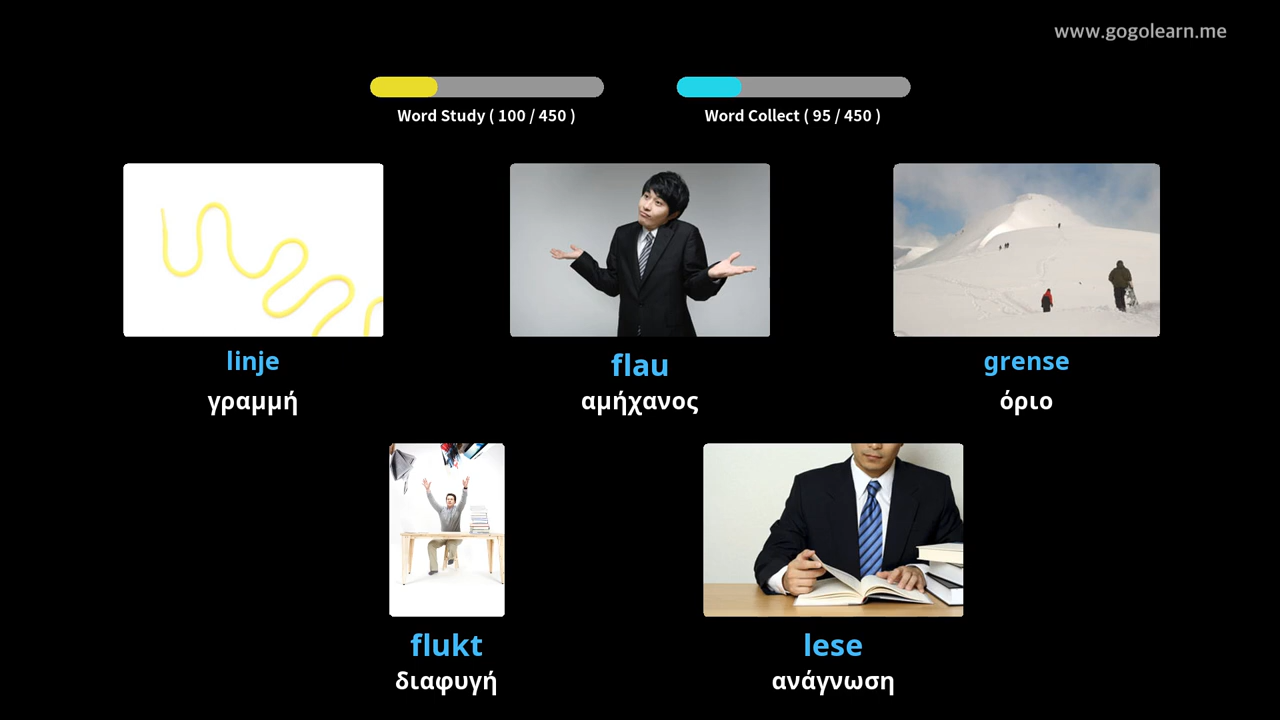 www.gogolearn.me
Word Study ( 100 / 450 )
Word Collect ( 95 / 450 )
linje
γραμμή
flau
αμήχανος
grense
όριο
flukt
διαφυγή
lese
ανάγνωση